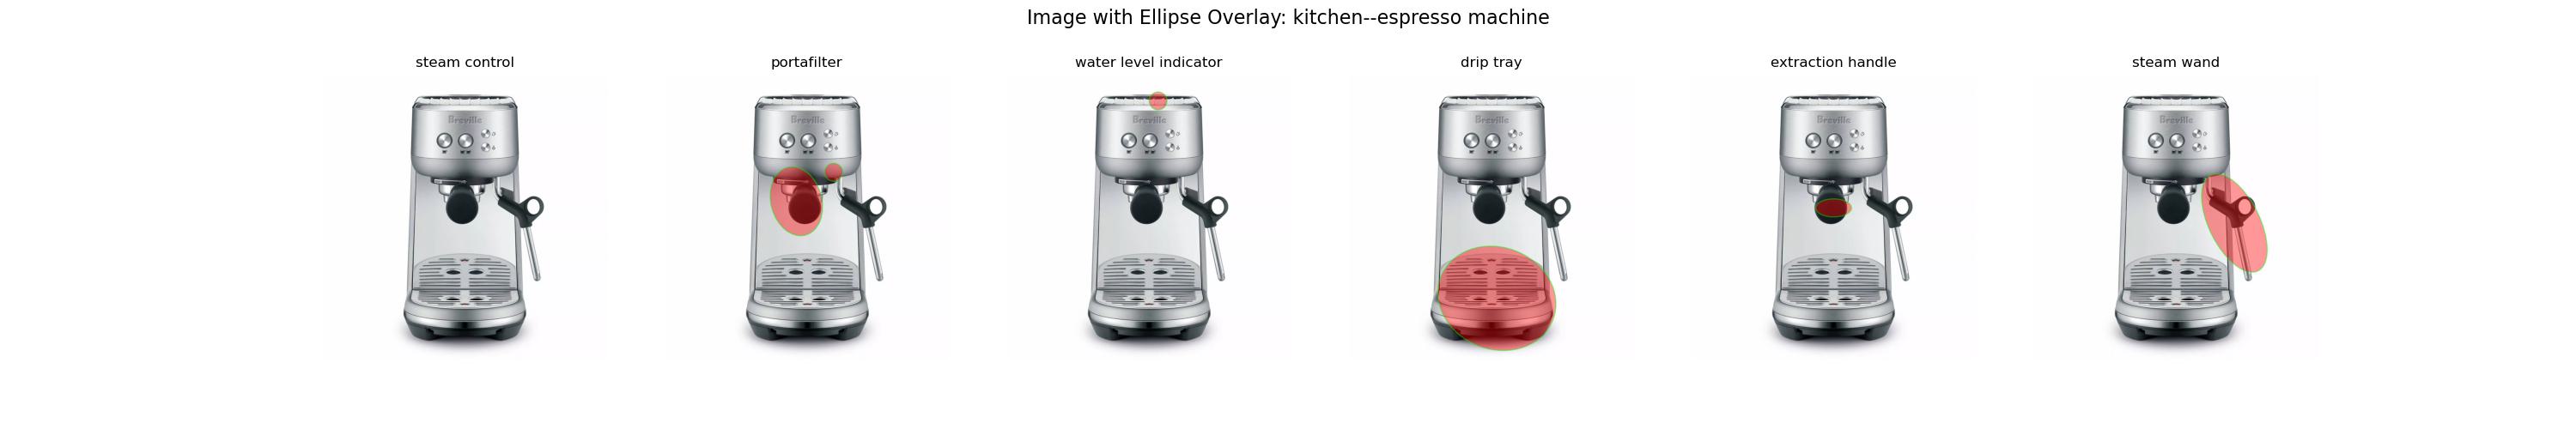 Image with Ellipse Overlay: kitchen--espresso machine
steam control
portafilter
water level indicator
drip tray
extraction handle
steam wand
Breville
Breville
Breville
Breville
Breville
Breville